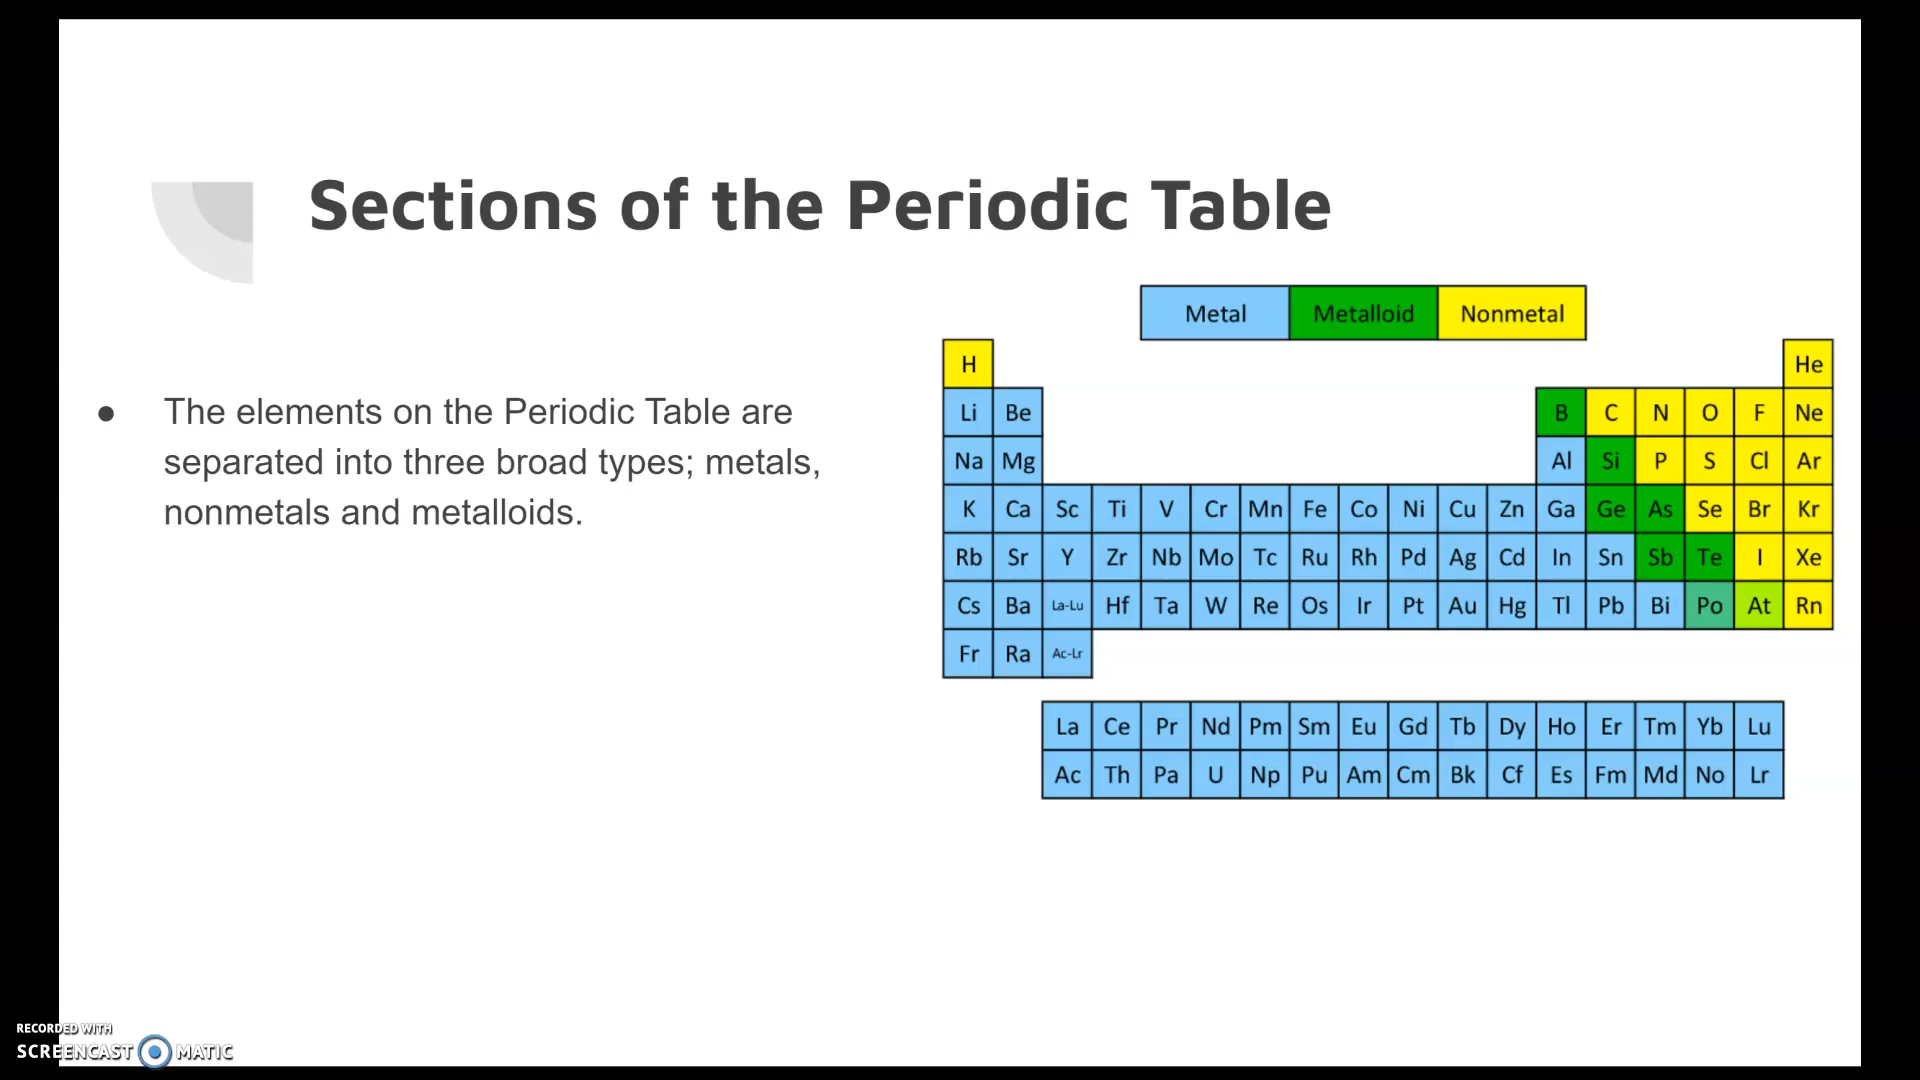 Sections of the Periodic Table
● The elements on the Periodic Table are
separated into three broad types; metals,
nonmetals and metalloids.
Metal Metalloid Nonmetal
H He
Li Be B C N O F Ne
Na Mg Al Si P S Cl Ar
K Ca Sc Ti V Cr Mn Fe Co Ni Cu Zn Ga Ge As Se Br Kr
Rb Sr Y Zr Nb Mo Tc Ru Rh Pd Ag Cd In Sn Sb Te I Xe
Cs Ba La-Lu Hf Ta W Re Os Ir Pt Au Hg Tl Pb Bi Po At Rn
Fr Ra Ac-Lr
La Ce Pr Nd Pm Sm Eu Gd Tb Dy Ho Er Tm Yb Lu
Ac Th Pa U Np Pu Am Cm Bk Cf Es Fm Md No Lr
RECORDED WITH
SCREENCAST MATIC